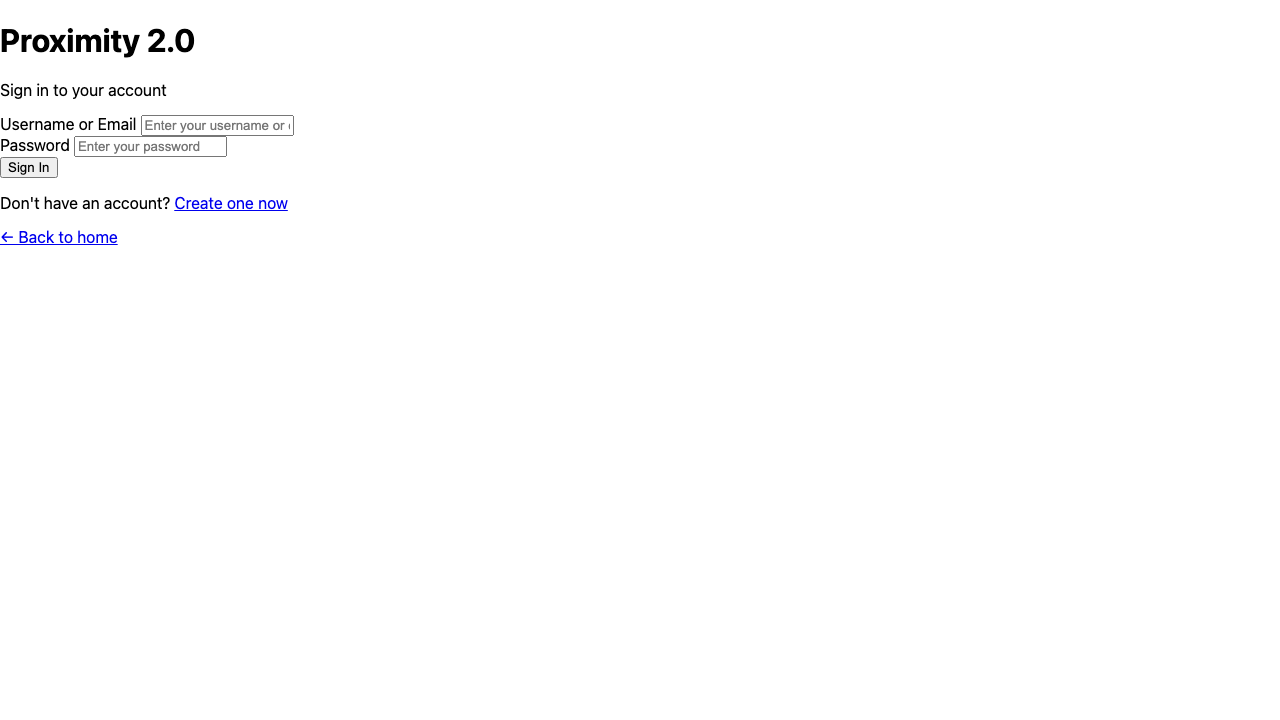 Proximity 2.0
Sign in to your account
Username or Email Enter your username or
Password Enter your password
Sign In
Don't have an account? Create one now
← Back to home